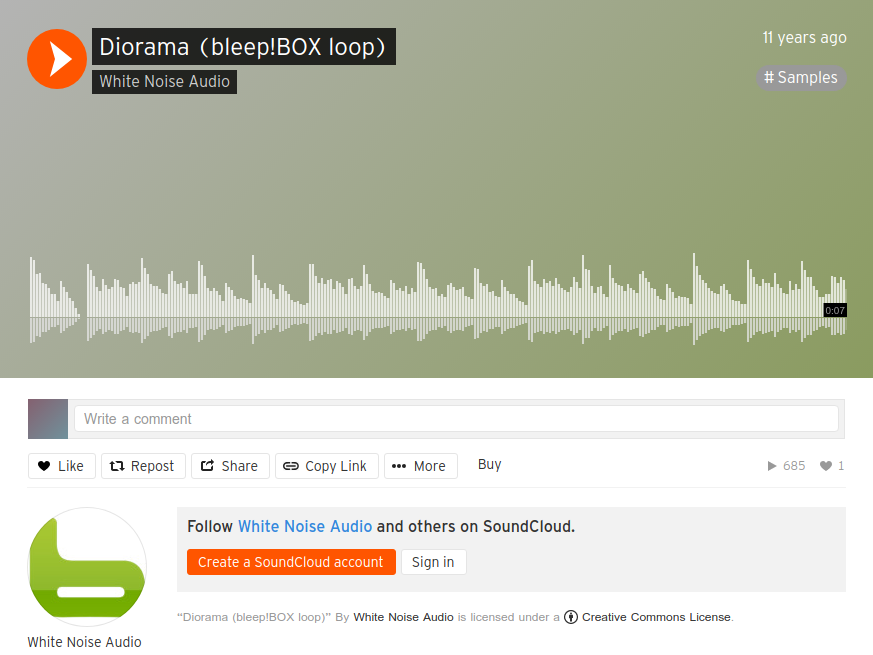 Diorama (bleep!BOX loop)
11 years ago
White Noise Audio
# Samples
0:07
Write a comment
Like
Repost
Share
Copy Link
More
Buy
685
1
Follow White Noise Audio and others on SoundCloud.
Create a SoundCloud account
Sign in
“Diorama (bleep!BOX loop)” By White Noise Audio is licensed under a Creative Commons License.
White Noise Audio